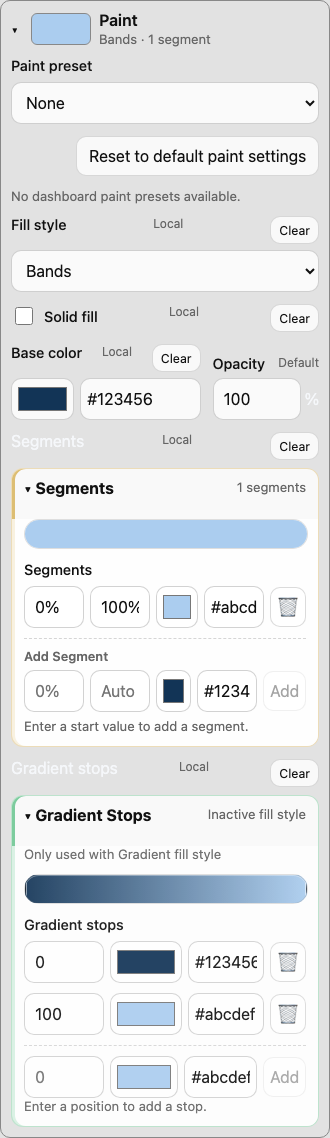 Paint
Bands · 1 segment
Paint preset
None
Reset to default paint settings
No dashboard paint presets available.
Fill style Local Clear
Bands
Solid fill Local Clear
Base color Local Clear Opacity Default
#123456 100 %
Segments Local Clear
Segments 1 segments
Segments
0% 100% #abcd
Add Segment
0% Auto #1234 Add
Enter a start value to add a segment.
Gradient stops Local Clear
Gradient Stops Inactive fill style
Only used with Gradient fill style
Gradient stops
0 #123456
100 #abcdef
0 #abcdef Add
Enter a position to add a stop.